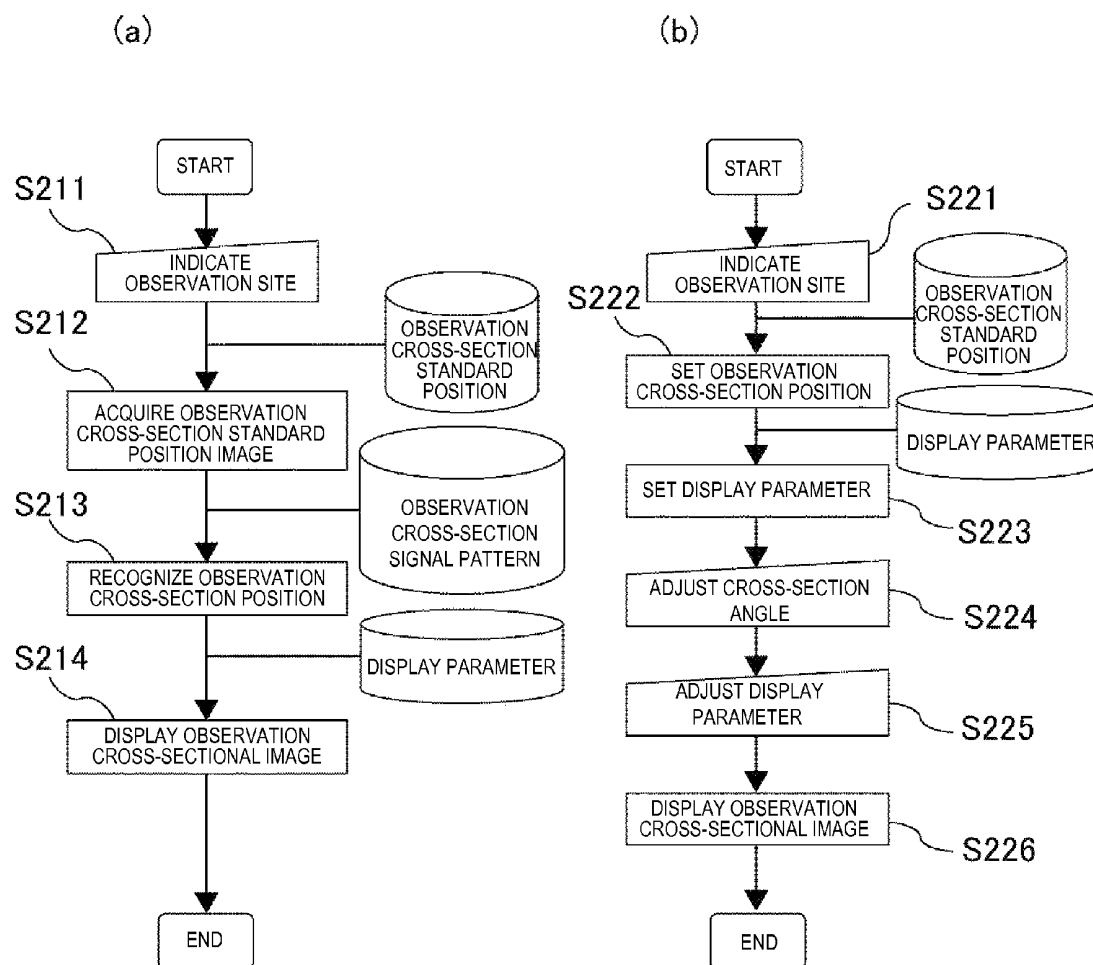 (a)
START
S211
INDICATE
OBSERVATION SITE
OBSERVATION
CROSS-SECTION
STANDARD
POSITION
S212
ACQUIRE OBSERVATION
CROSS-SECTION STANDARD
POSITION IMAGE
OBSERVATION
CROSS-SECTION
SIGNAL PATTERN
S213
RECOGNIZE OBSERVATION
CROSS-SECTION POSITION
DISPLAY PARAMETER
S214
DISPLAY OBSERVATION
CROSS-SECTIONAL IMAGE
END
(b)
START
S221
INDICATE
OBSERVATION SITE
OBSERVATION
CROSS-SECTION
STANDARD
POSITION
S222
SET OBSERVATION
CROSS-SECTION POSITION
DISPLAY PARAMETER
SET DISPLAY PARAMETER
S223
ADJUST CROSS-SECTION
ANGLE
S224
ADJUST DISPLAY
PARAMETER
S225
DISPLAY OBSERVATION
CROSS-SECTIONAL IMAGE
S226
END